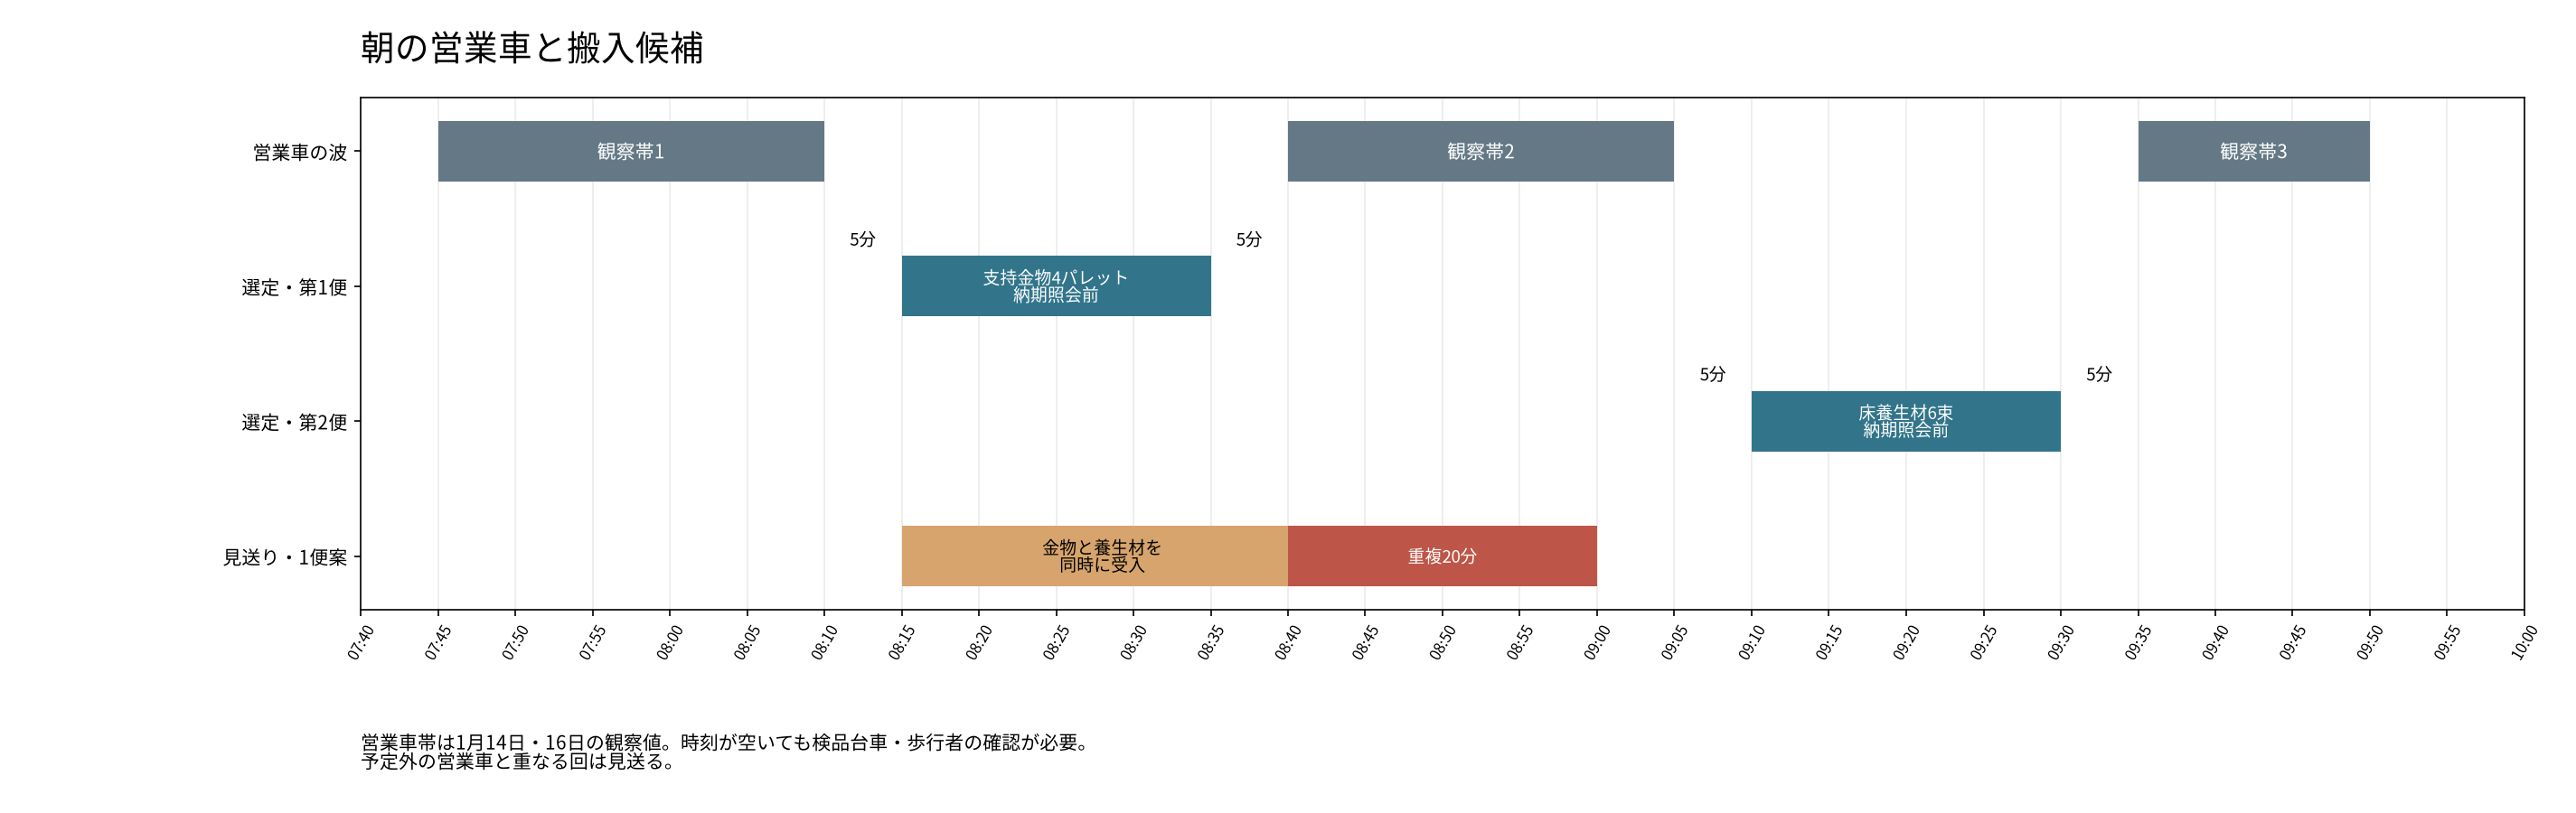 朝の営業車と搬入候補
営業車の波
観察帯1
観察帯2
観察帯3
5分
5分
選定・第1便
支持金物4パレット
納期照会前
5分
5分
選定・第2便
床養生材6束
納期照会前
見送り・1便案
金物と養生材を
同時に受入
重複20分
07:40
07:45
07:50
07:55
08:00
08:05
08:10
08:15
08:20
08:25
08:30
08:35
08:40
08:45
08:50
08:55
09:00
09:05
09:10
09:15
09:20
09:25
09:30
09:35
09:40
09:45
09:50
09:55
10:00
営業車帯は1月14日・16日の観察値。時刻が空いても検品台車・歩行者の確認が必要。
予定外の営業車と重なる回は見送る。